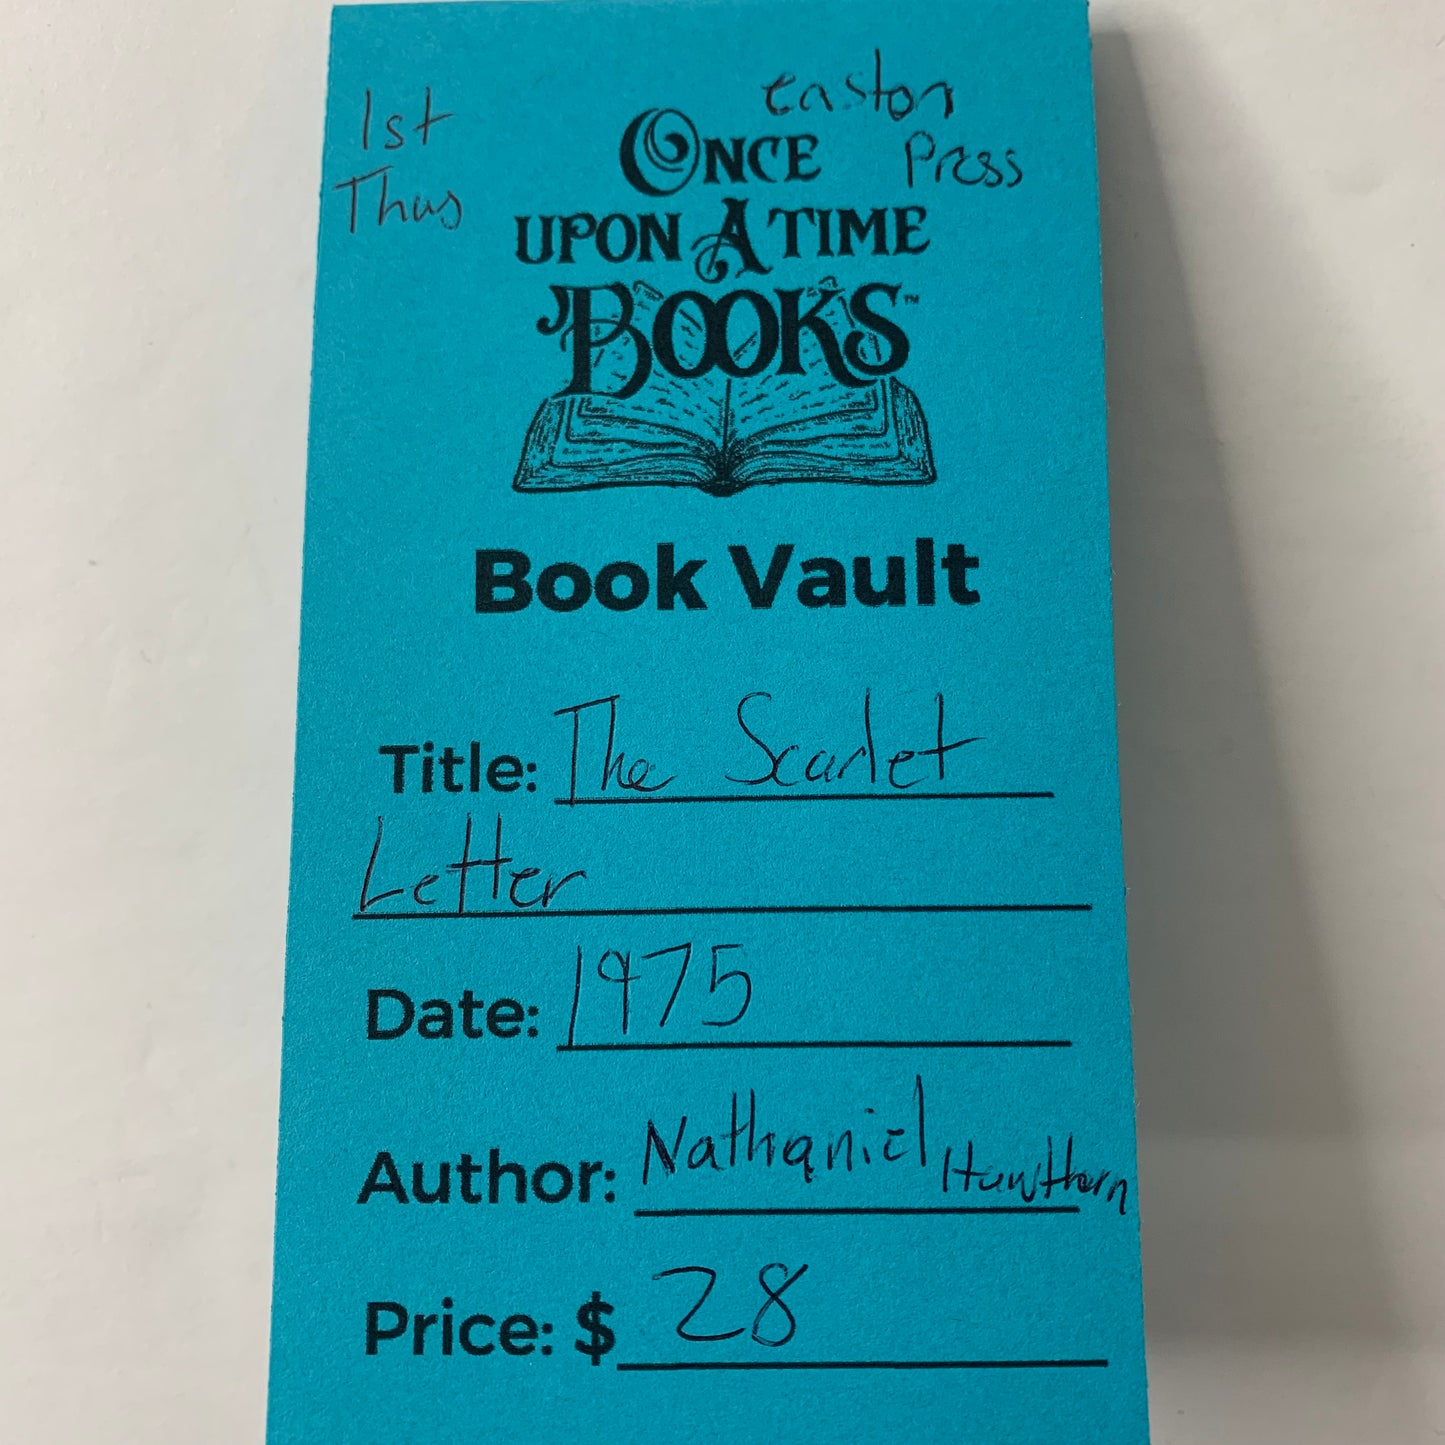 1st
Thus
easton
Press
ONCE
UPON A TIME
BOOKS™
Book Vault
Title: The Scarlet
Letter
Date: 1975
Author: Nathaniel Hawthorn
Price: $ 28